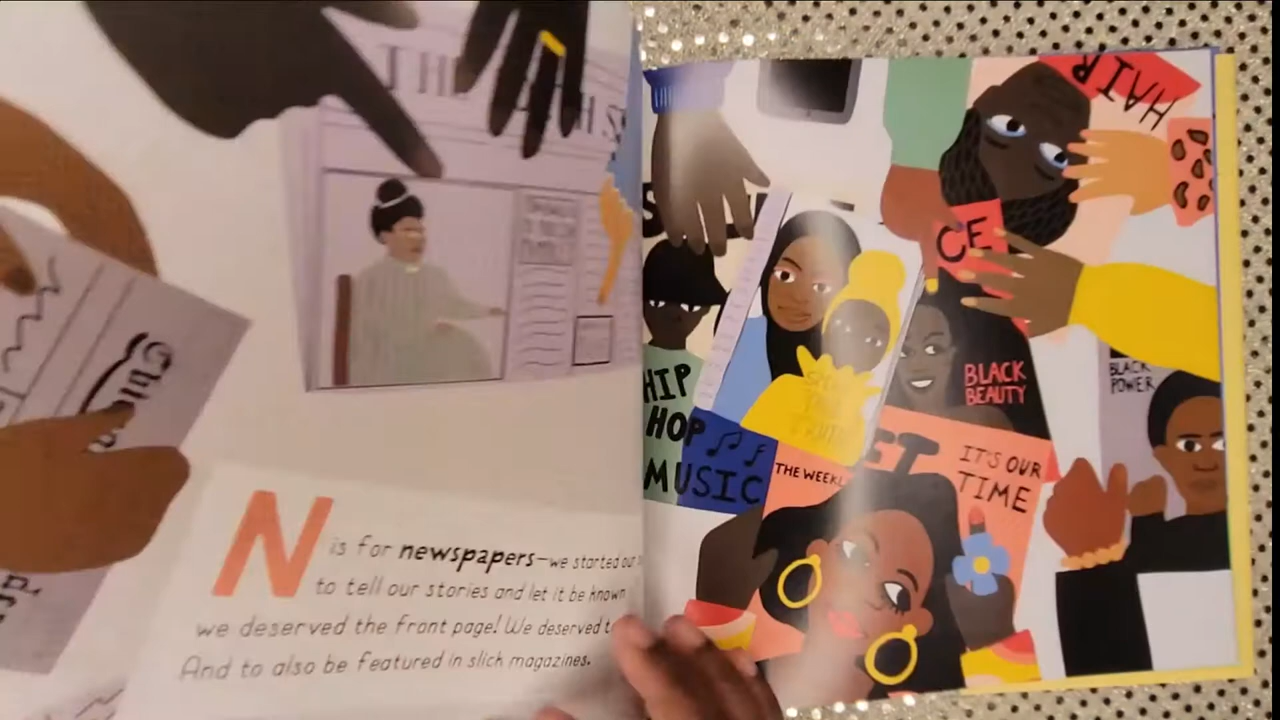 HAIR
CE
HIP
HOP
MUSIC
BLACK
BEAUTY
BLACK
POWER
IT'S OUR
TIME
THE WEEKL
N is for newspapers—we started our
to tell our stories and let it be known
we deserved the front page! We deserved t
And to also be featured in slick magazines.